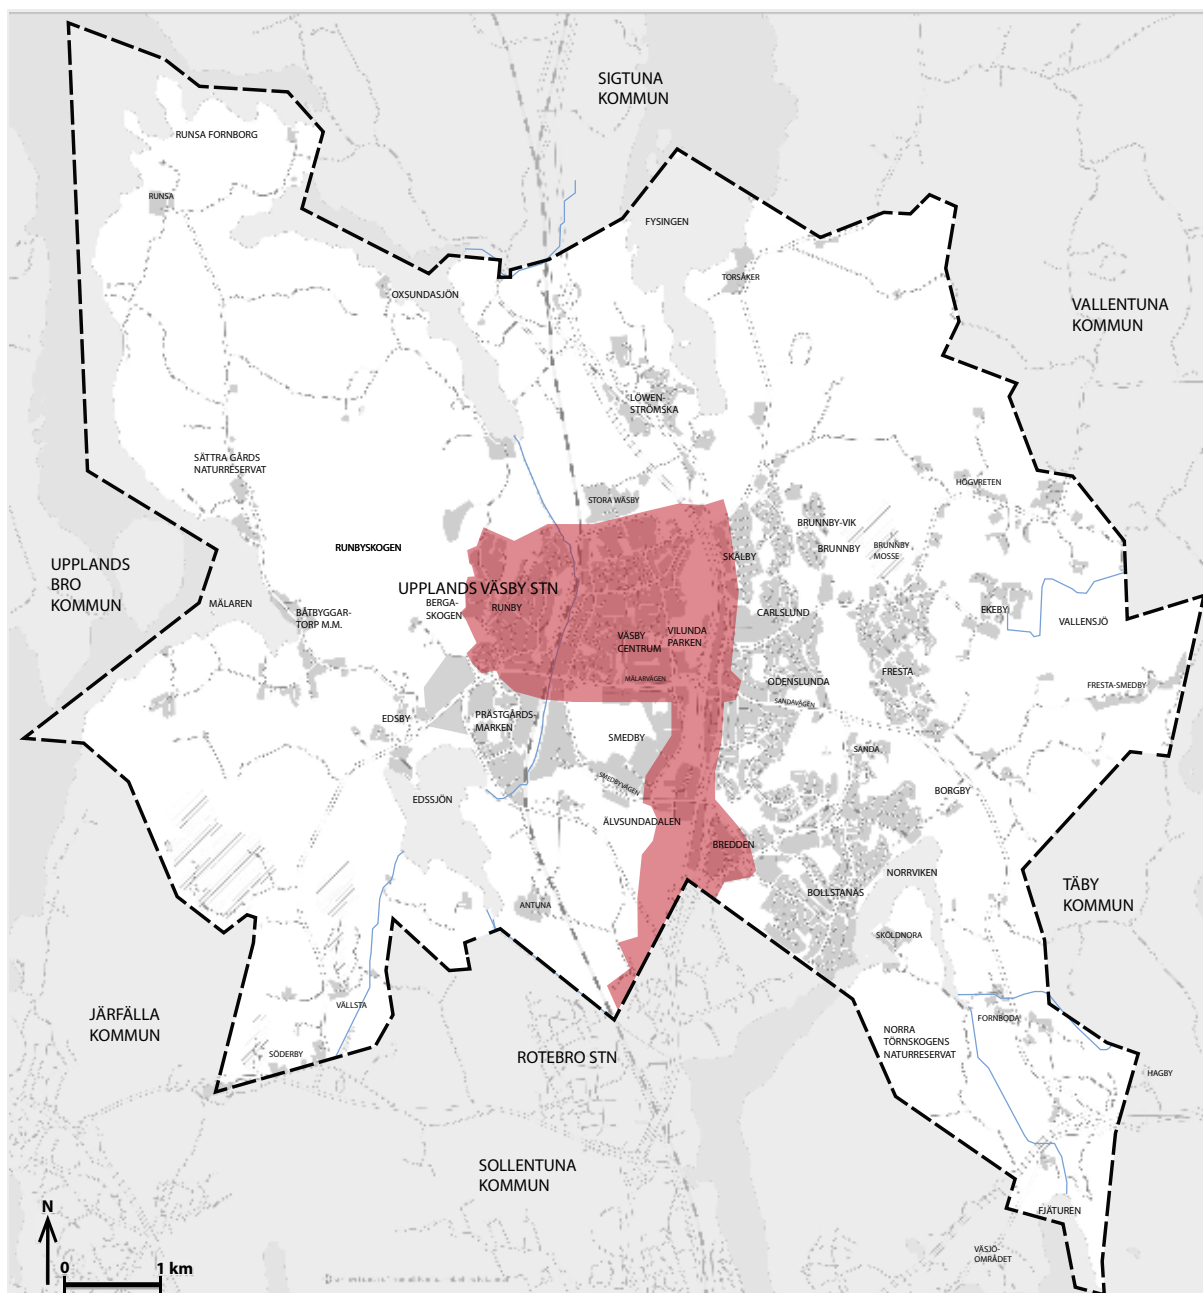 SIGTUNA
KOMMUN
RUNSA FORNBORG
RUNSA
FYSINGEN
TORSÅKER
OXSUNDASJÖN
VALLENTUNA
KOMMUN
LÖWEN-
STRÖMSKA
SÄTTRA GÅRDS
NATURRESERVAT
HÖGVRETEN
STORA WÄSBY
BRUNNBY-VIK
BRUNNBY
BRUNNBY
MOSSE
RUNBYSKOGEN
SKÄLBY
UPPLANDS
BRO
KOMMUN
UPPLANDS VÄSBY STN
MÄLAREN
BÅTBYGGAR-
TORP M.M.
BERGA-
SKOGEN
RUNBY
CARLSLUND
EKEBY
VALLENSJÖ
VÄSBY
CENTRUM
VILUNDA
PARKEN
MÄLARVÄGEN
ODENSLUNDA
FRESTA
FRESTA-SMEDBY
SANDAVÄGEN
EDSBY
PRÄSTGÅRDS-
MARKEN
SMEDBY
SANDA
SMEDBYVÄGEN
EDSSJÖN
BORGBY
ÄLVSUNDADALEN
BREDDEN
NORRVIKEN
BOLLSTANÄS
TÄBY
KOMMUN
ANTUNA
SKÖLDNORA
VÄLLSTA
JÄRFÄLLA
KOMMUN
FORNBODA
NORRA
TÖRNSKOGENS
NATURRESERVAT
SÖDERBY
ROTEBRO STN
HAGBY
SOLLENTUNA
KOMMUN
FJÄTUREN
VÄSJÖ-
OMRÅDET
N
0
1 km